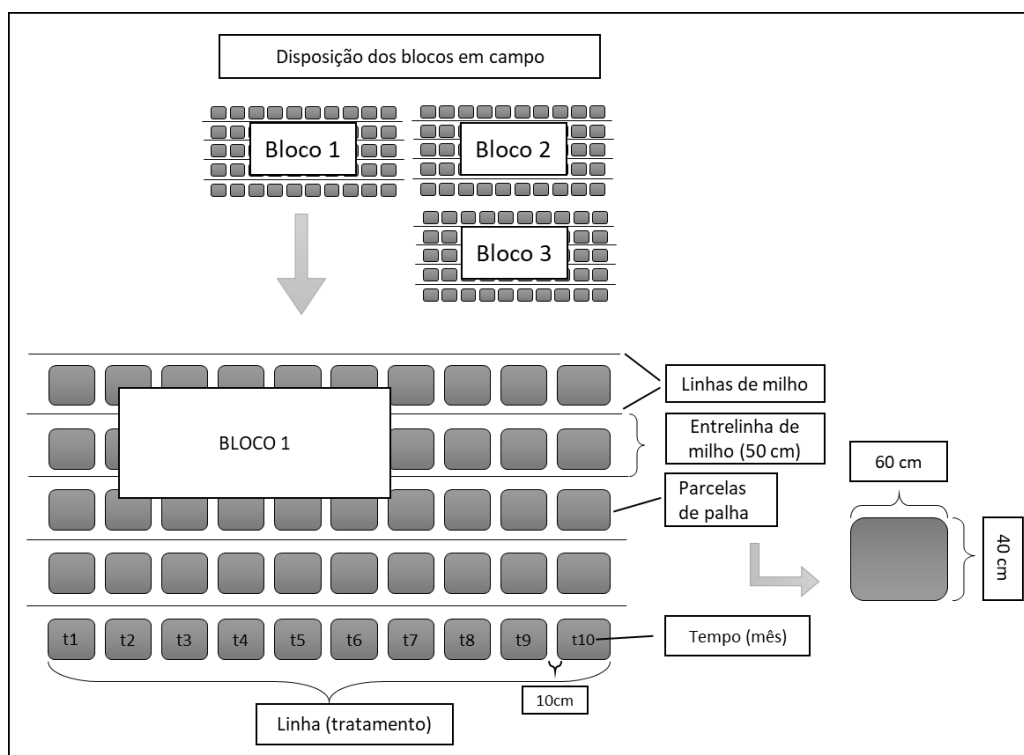 Disposição dos blocos em campo
Bloco 1
Bloco 2
Bloco 3
Linhas de milho
BLOCO 1
Entrelinha de
milho (50 cm)
60 cm
Parcelas
de palha
40 cm
t1 t2 t3 t4 t5 t6 t7 t8 t9 t10
Tempo (mês)
10cm
Linha (tratamento)